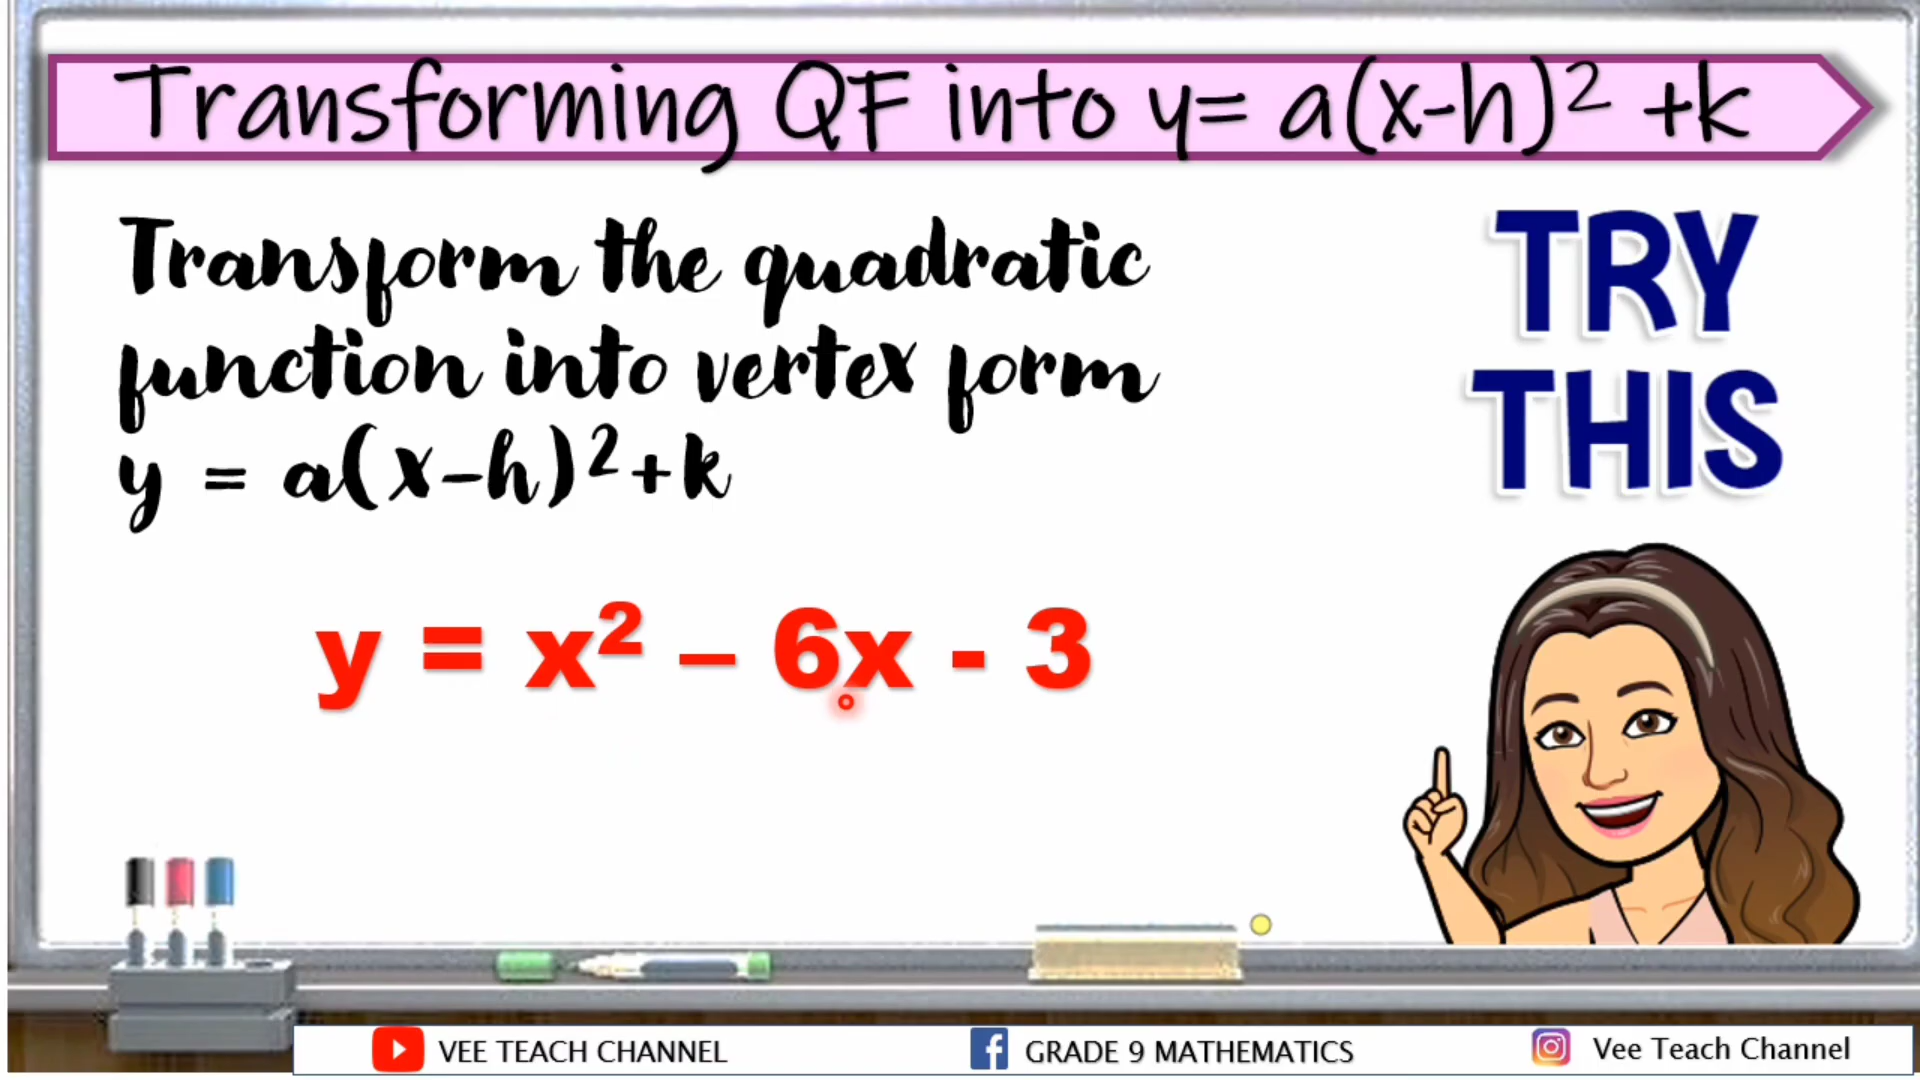 Transforming QF into y= a(x-h)² +k
Transform the quadratic
function into vertex form
y = a(x-h)²+k
TRY
THIS
y = x² – 6x - 3
VEE TEACH CHANNEL
GRADE 9 MATHEMATICS
Vee Teach Channel